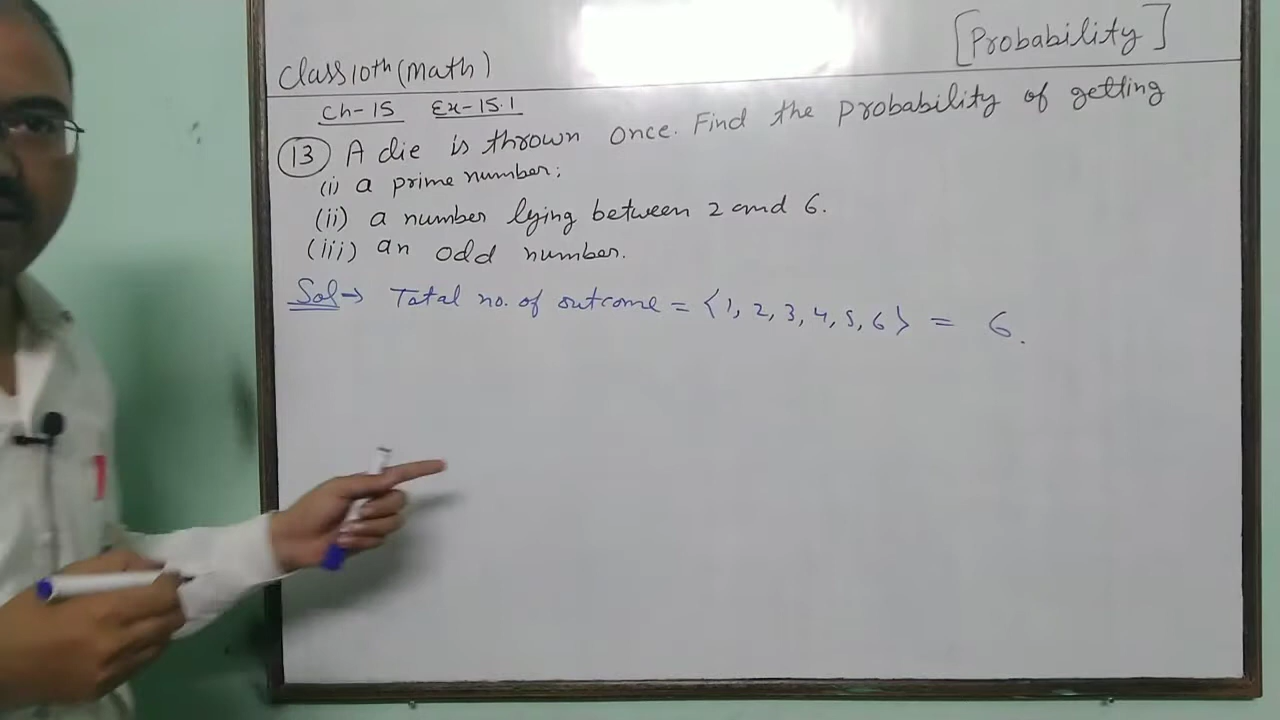 [Probability]
Class 10th (Math)
Ch-15 Ex-15.1
(13) A die is thrown once. Find the probability of getting
(i) a prime number;
(ii) a number lying between 2 and 6.
(iii) an odd number.
Sol→ Total no. of outcome = {1, 2, 3, 4, 5, 6} = 6.